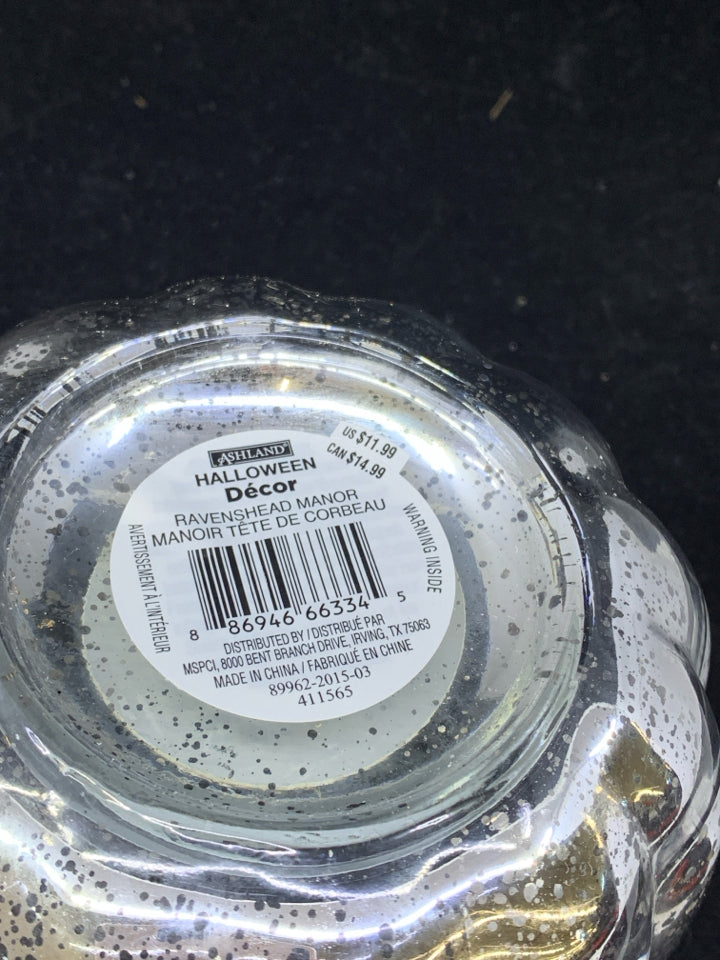 ASHLAND
US $11.99
CAN $14.99
HALLOWEEN
Décor
RAVENSHEAD MANOR
MANOIR TÊTE DE CORBEAU
AVERTISSEMENT À L'INTÉRIEUR
WARNING INSIDE
8 86946 66334 5
DISTRIBUTED BY / DISTRIBUÉ PAR
MSPCI, 8000 BENT BRANCH DRIVE, IRVING, TX 75063
MADE IN CHINA / FABRIQUÉ EN CHINE
89962-2015-03
411565